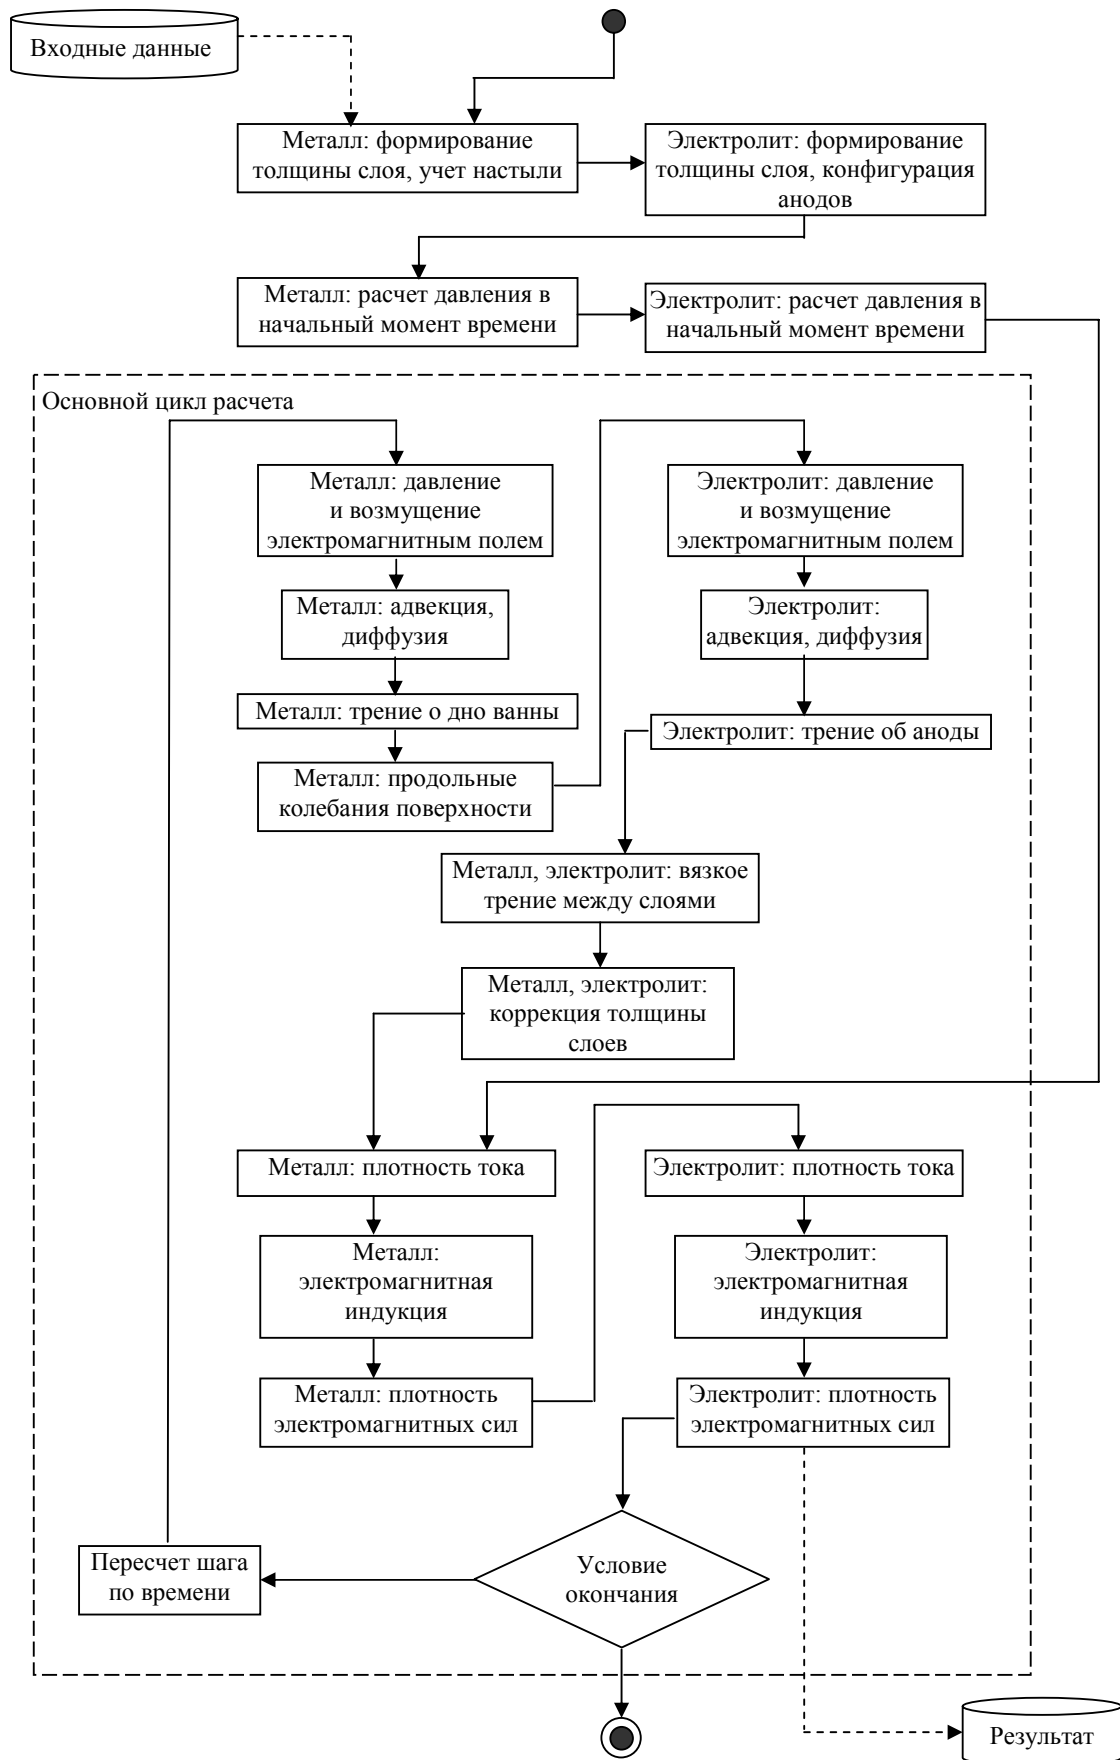 Входные данные
Металл: формирование
толщины слоя, учет настыли
Электролит: формирование
толщины слоя, конфигурация
анодов
Металл: расчет давления в
начальный момент времени
Электролит: расчет давления в
начальный момент времени
Основной цикл расчета
Металл: давление
и возмущение
электромагнитным полем
Электролит: давление
и возмущение
электромагнитным полем
Металл: адвекция,
диффузия
Электролит:
адвекция, диффузия
Металл: трение о дно ванны
Электролит: трение об аноды
Металл: продольные
колебания поверхности
Металл, электролит: вязкое
трение между слоями
Металл, электролит:
коррекция толщины
слоев
Металл: плотность тока
Электролит: плотность тока
Металл:
электромагнитная
индукция
Электролит:
электромагнитная
индукция
Металл: плотность
электромагнитных сил
Электролит: плотность
электромагнитных сил
Условие
окончания
Пересчет шага
по времени
Результат